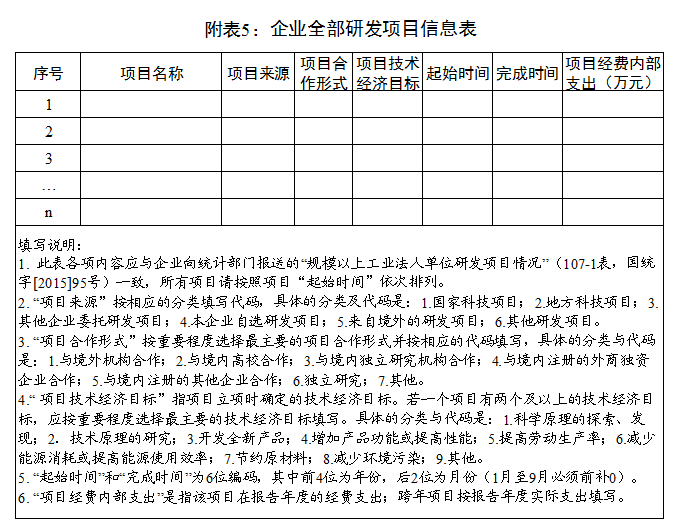 附表5：企业全部研发项目信息表
序号 项目名称 项目来源 项目合作形式 项目技术经济目标 起始时间 完成时间 项目经费内部支出（万元）
1
2
3
…
n
填写说明：
1. 此表各项内容应与企业向统计部门报送的“规模以上工业法人单位研发项目情况”（107-1表，国统
字[2015]95号）一致，所有项目请按照项目“起始时间”依次排列。
2. “项目来源”按相应的分类填写代码，具体的分类及代码是：1.国家科技项目；2.地方科技项目；3.
其他企业委托研发项目；4.本企业自选研发项目；5.来自境外的研发项目；6.其他研发项目。
3. “项目合作形式”按重要程度选择最主要的项目合作形式并按相应的代码填写，具体的分类与代码
是：1.与境外机构合作；2.与境内高校合作；3.与境内独立研究机构合作；4.与境内注册的外商独资
企业合作；5.与境内注册的其他企业合作；6.独立研究；7.其他。
4.“ 项目技术经济目标”指项目立项时确定的技术经济目标。若一个项目有两个及以上的技术经济目
标，应按重要程度选择最主要的技术经济目标填写。具体的分类与代码是：1.科学原理的探索、发
现；2. 技术原理的研究；3.开发全新产品；4.增加产品功能或提高性能；5.提高劳动生产率；6.减少
能源消耗或提高能源使用效率；7.节约原材料；8.减少环境污染；9.其他。
5. “起始时间”和“完成时间”为6位编码，其中前4位为年份，后2位为月份（1月至9月必须前补0）。
6. “项目经费内部支出”是指该项目在报告年度的经费支出；跨年项目按报告年度实际支出填写。